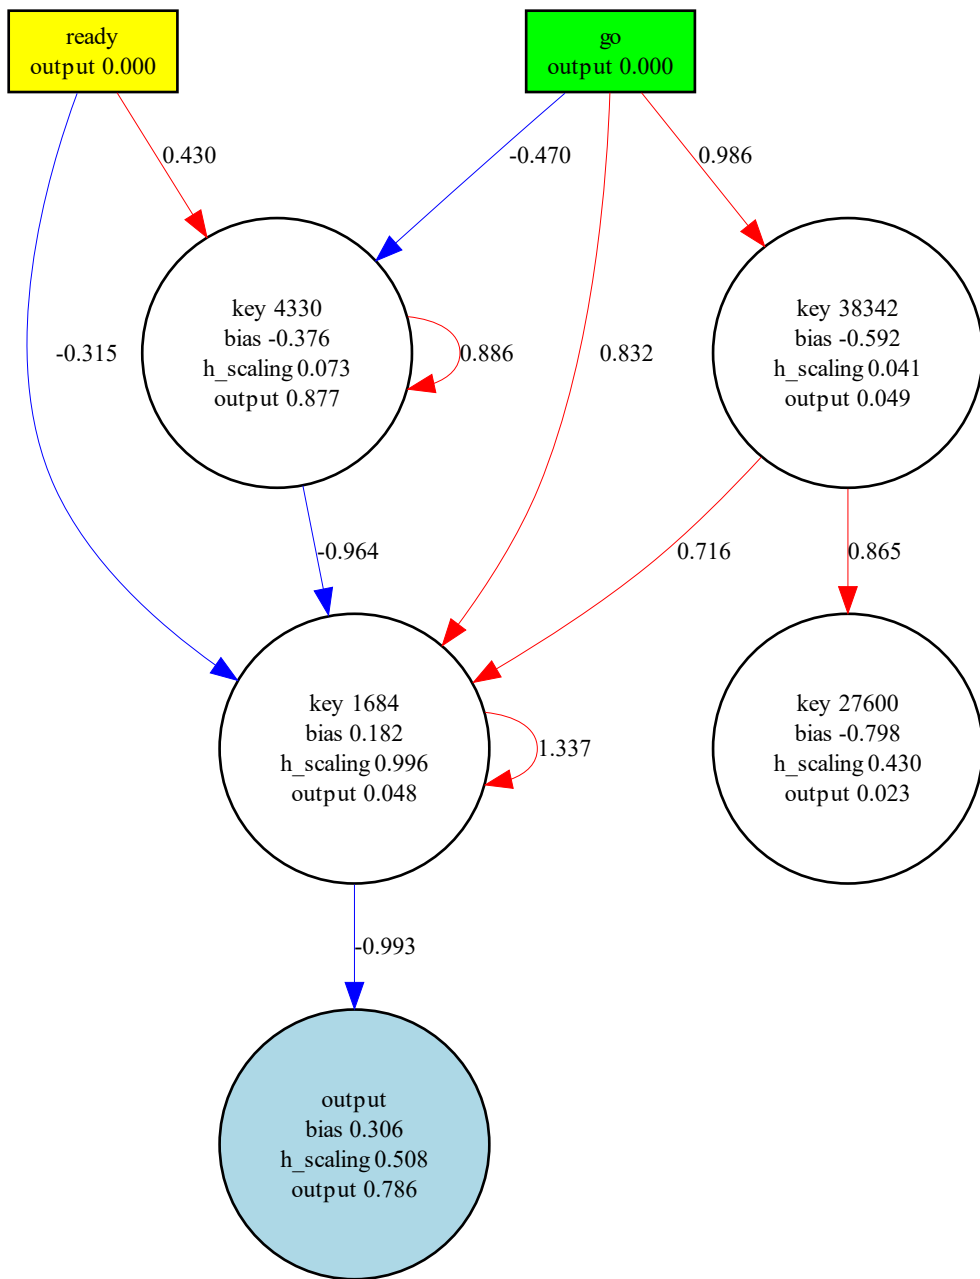 ready
output 0.000
go
output 0.000
0.430
-0.470
0.986
key 4330
bias -0.376
h_scaling 0.073
output 0.877
key 38342
bias -0.592
h_scaling 0.041
output 0.049
-0.315
0.886
0.832
-0.964
0.716
0.865
key 1684
bias 0.182
h_scaling 0.996
output 0.048
1.337
key 27600
bias -0.798
h_scaling 0.430
output 0.023
-0.993
output
bias 0.306
h_scaling 0.508
output 0.786